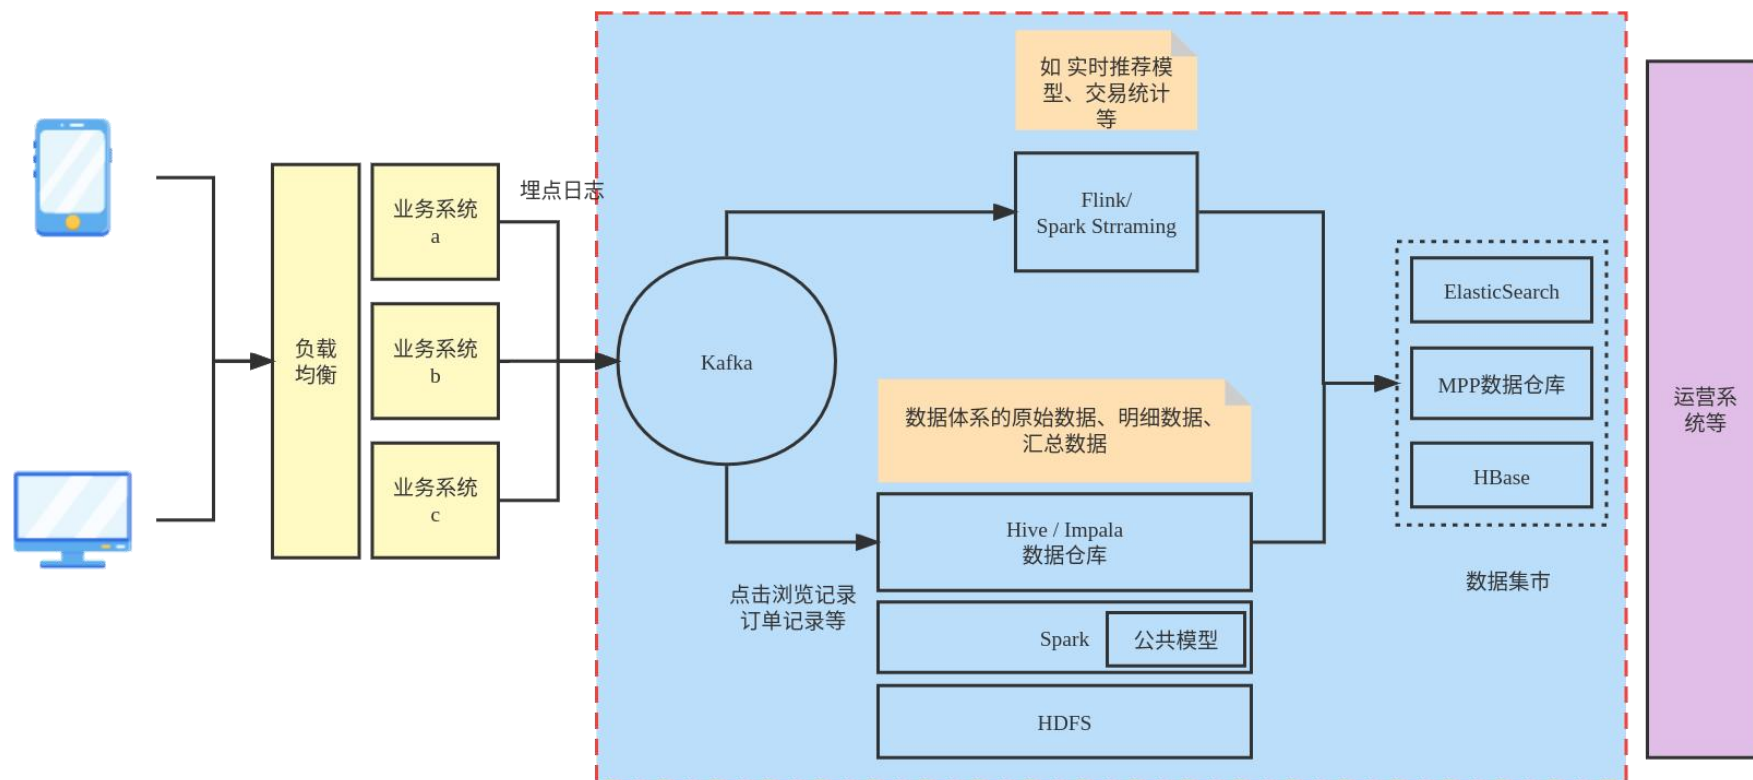 如 实时推荐模
型、交易统计
等
埋点日志
业务系统
a
Flink/
Spark Strraming
ElasticSearch
负载
均衡
业务系统
b
Kafka
MPP数据仓库
运营系
统等
数据体系的原始数据、明细数据、
汇总数据
业务系统
c
HBase
Hive / Impala
数据仓库
数据集市
点击浏览记录
订单记录等
Spark
公共模型
HDFS